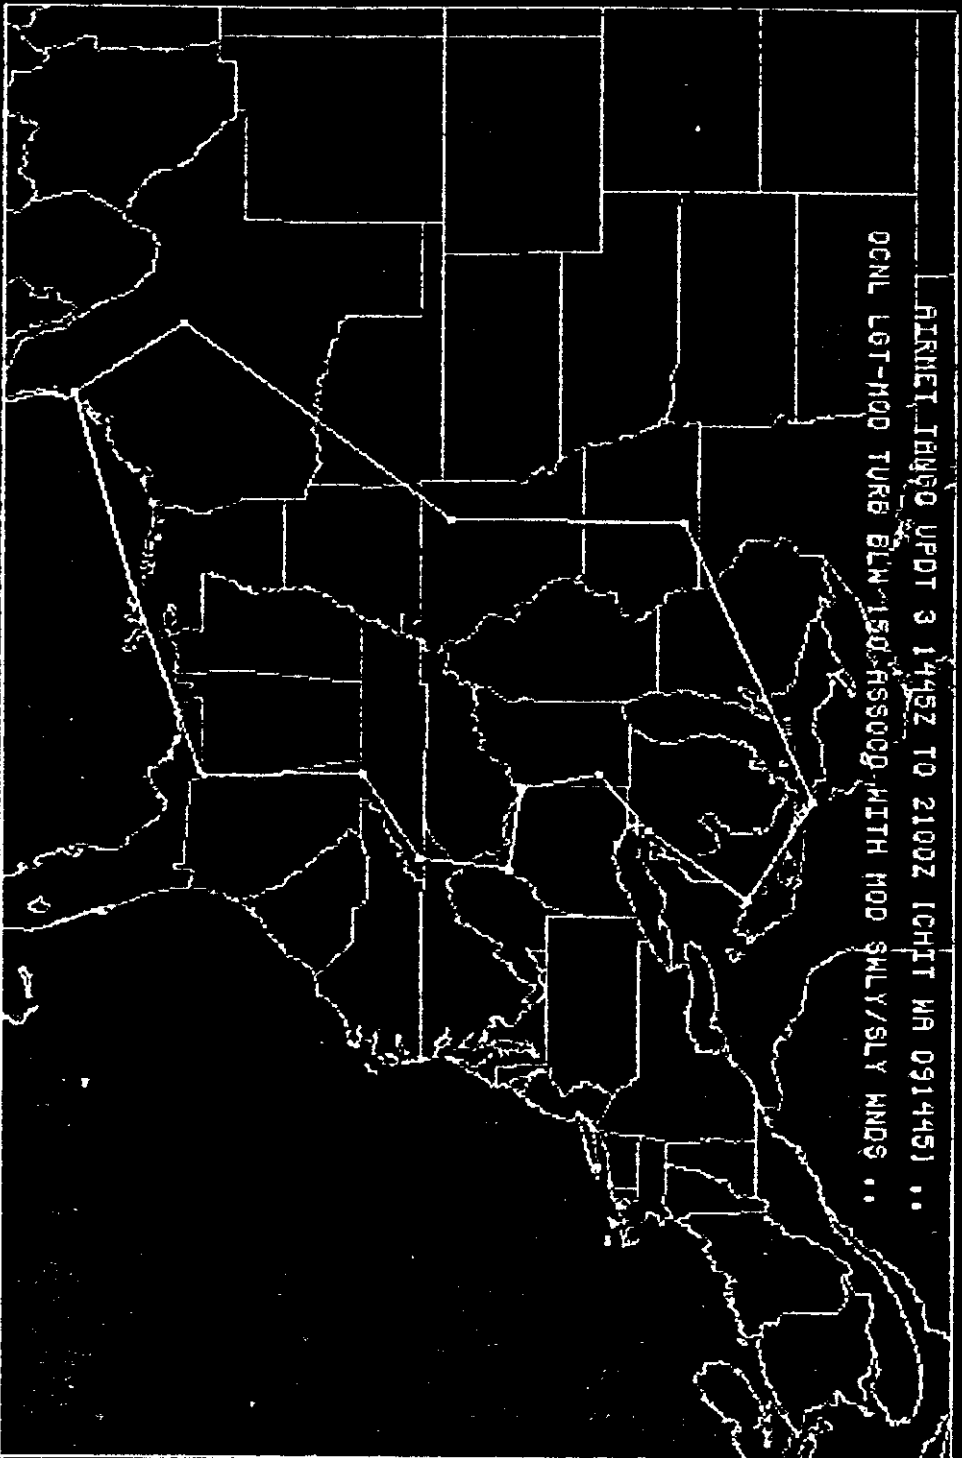 AIRMET TANGO UPDT 3 1445Z TO 2100Z [CHIT WA 091445] ..
OCNL LGT-MOD TURB BLW 150. ASSOCD WITH MOD SWLY/SLY WNDS ..